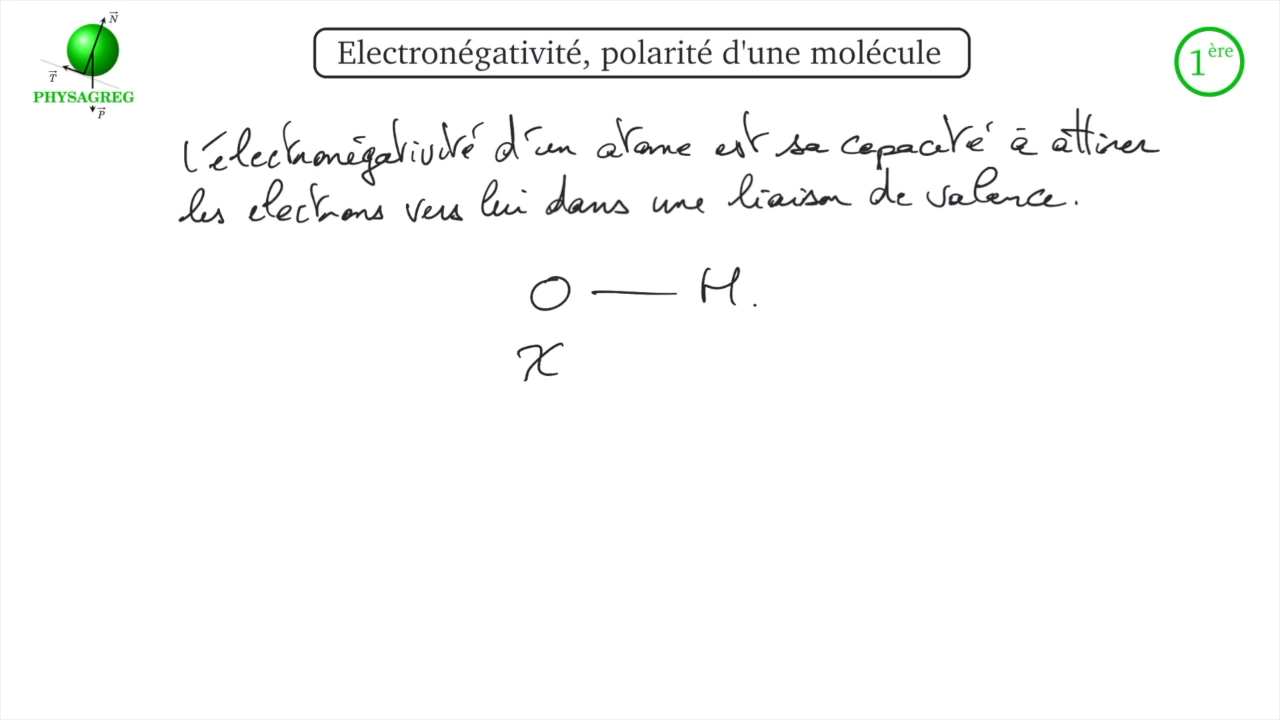 N
T
PHYSAGREG
P
Electronégativité, polarité d'une molécule
1ère
L'électronégativité d'un atome est sa capacité à attirer
les electrons vers lui dans une liaison de valence.
O — H.
χ